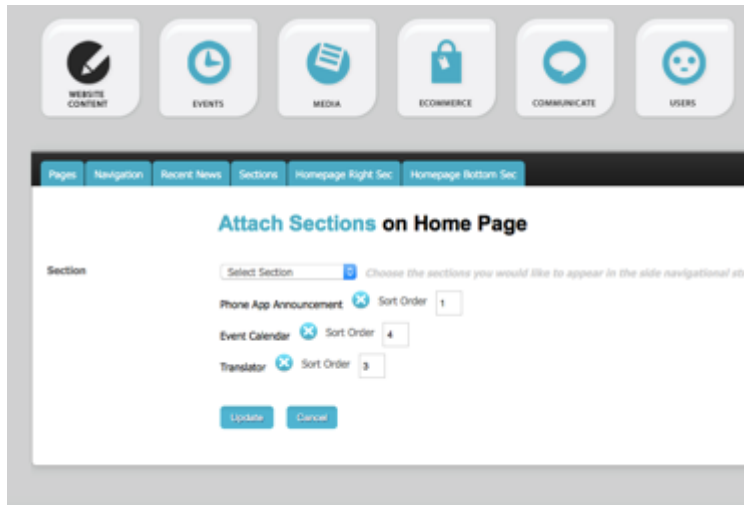 WEBSITE
CONTENT
EVENTS
MEDIA
ECOMMERCE
COMMUNICATE
USERS
Pages Navigation Recent News Sections Homepage Right Sec Homepage Bottom Sec
Attach Sections on Home Page
Section Select Section Choose the sections you would like to appear in the side navigational
Phone App Announcement Sort Order 1
Event Calendar Sort Order 4
Translator Sort Order 3
Update Cancel